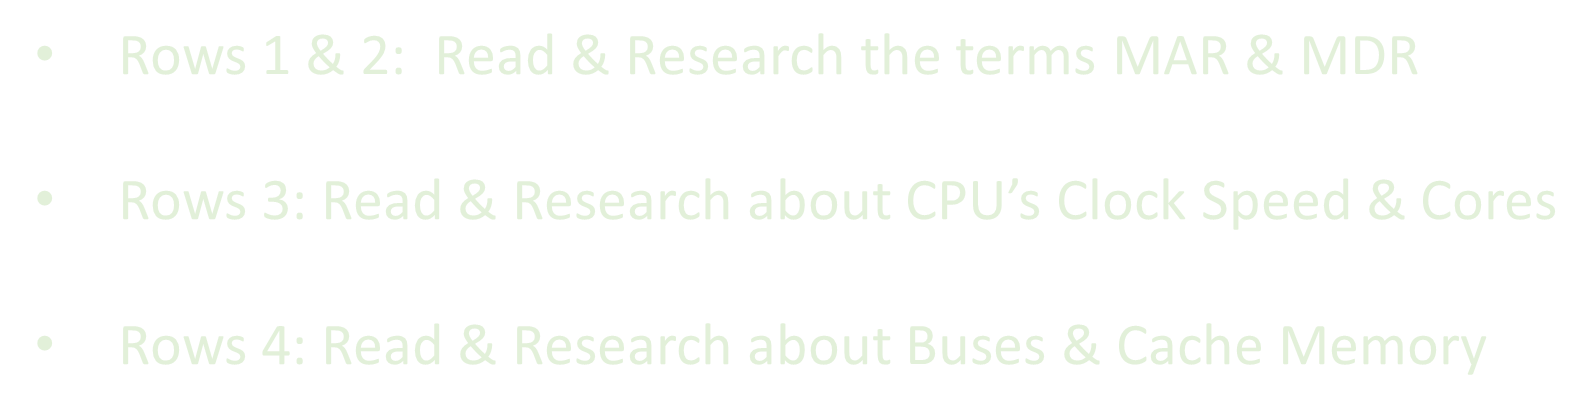 • Rows 1 & 2:  Read & Research the terms MAR & MDR
• Rows 3: Read & Research about CPU’s Clock Speed & Cores
• Rows 4: Read & Research about Buses & Cache Memory